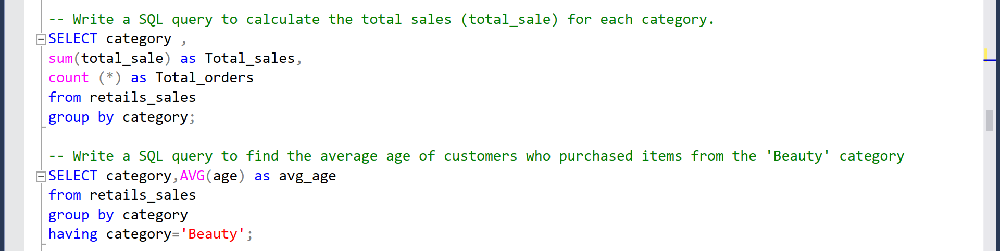 -- Write a SQL query to calculate the total sales (total_sale) for each category.
SELECT category ,
sum(total_sale) as Total_sales,
count (*) as Total_orders
from retails_sales
group by category;
-- Write a SQL query to find the average age of customers who purchased items from the 'Beauty' category
SELECT category,AVG(age) as avg_age
from retails_sales
group by category
having category='Beauty';